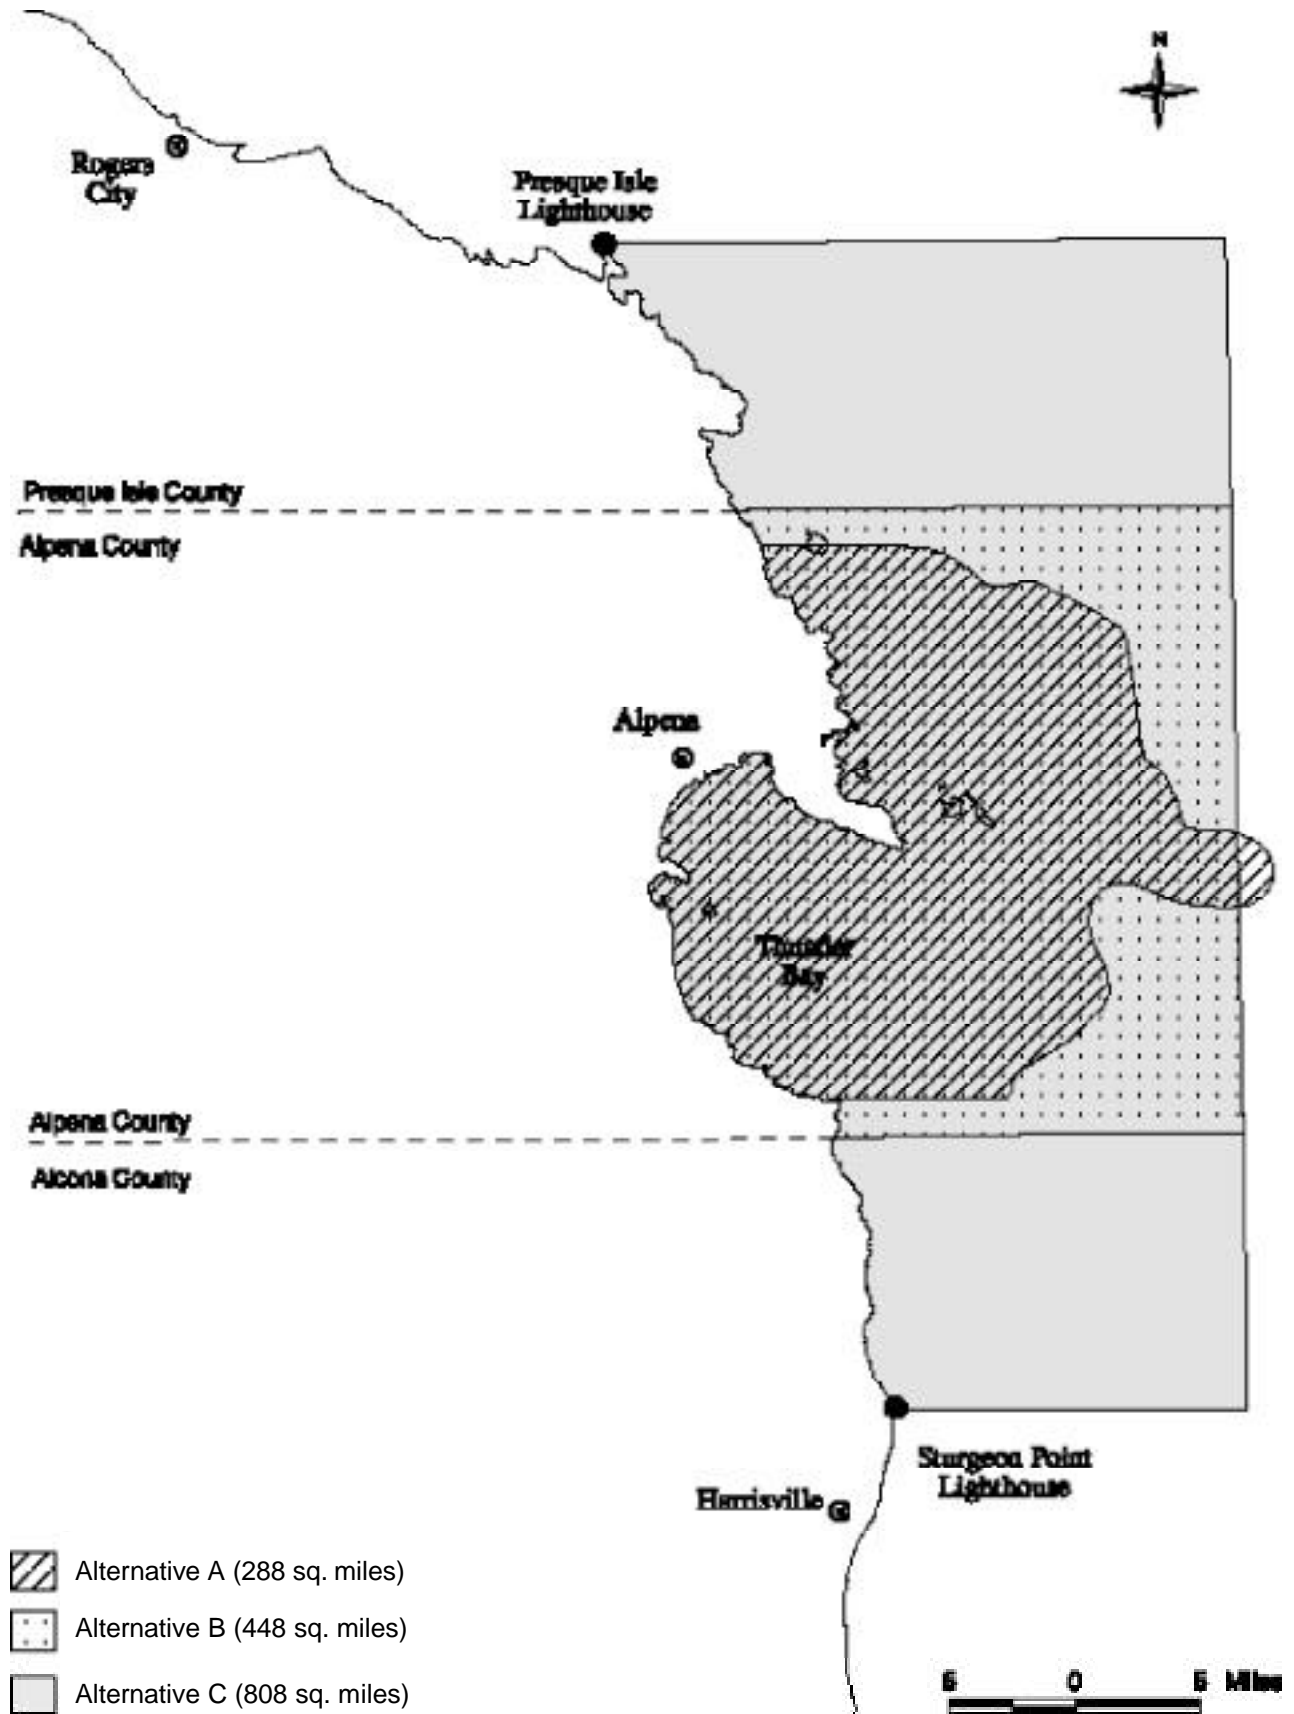 N
Rogers
City
Presque Isle
Lighthouse
Presque Isle County
Alpena County
Alpena
Thunder
Bay
Alpena County
Alcona County
Sturgeon Point
Lighthouse
Harrisville
Alternative A (288 sq. miles)
Alternative B (448 sq. miles)
Alternative C (808 sq. miles)
5 0 5 Miles